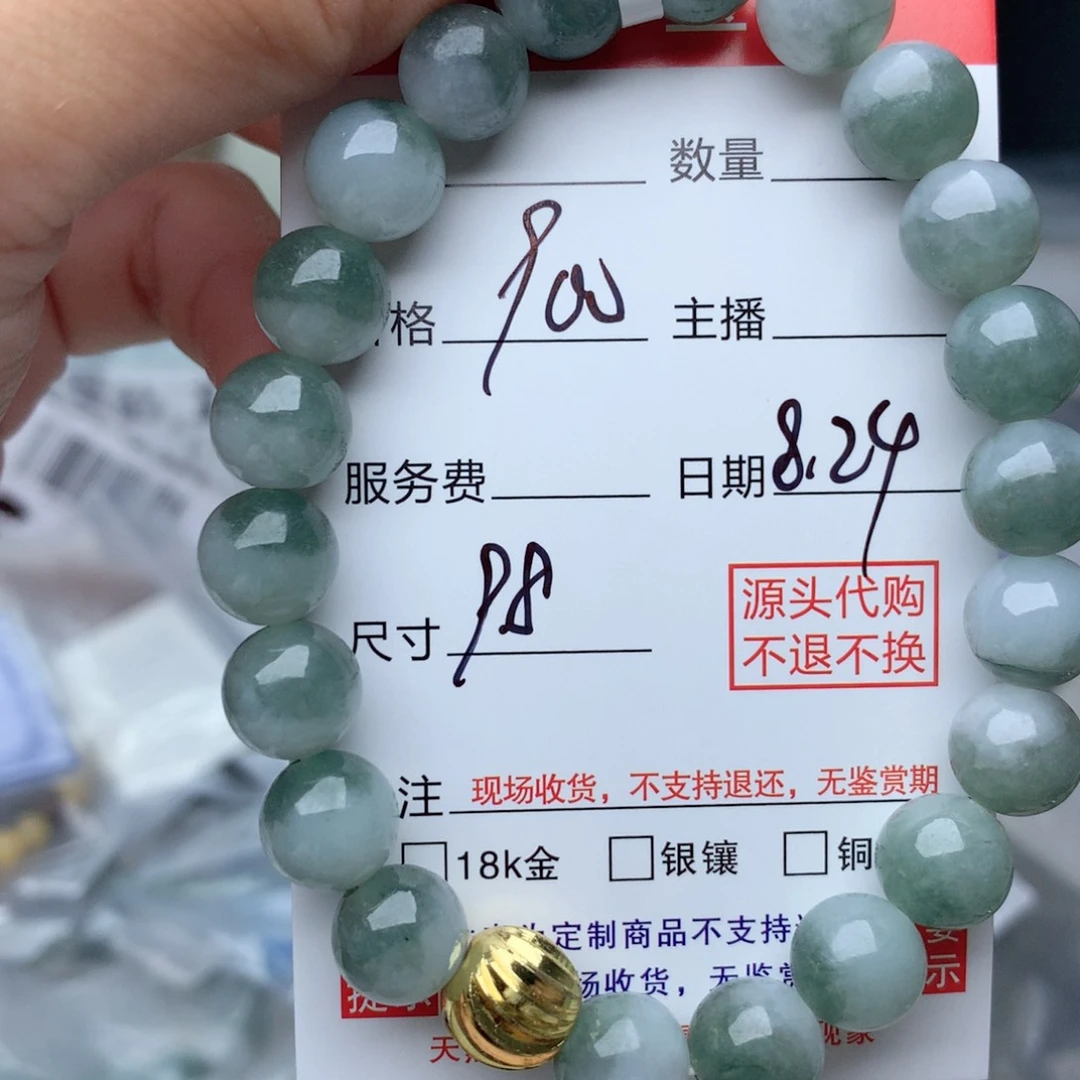 数量
格 900 主播
服务费 日期 8.24
尺寸 98
源头代购
不退不换
注 现场收货，不支持退还，无鉴赏期
18k金 银镶 铜
定制商品不支持
场收货，无鉴
示